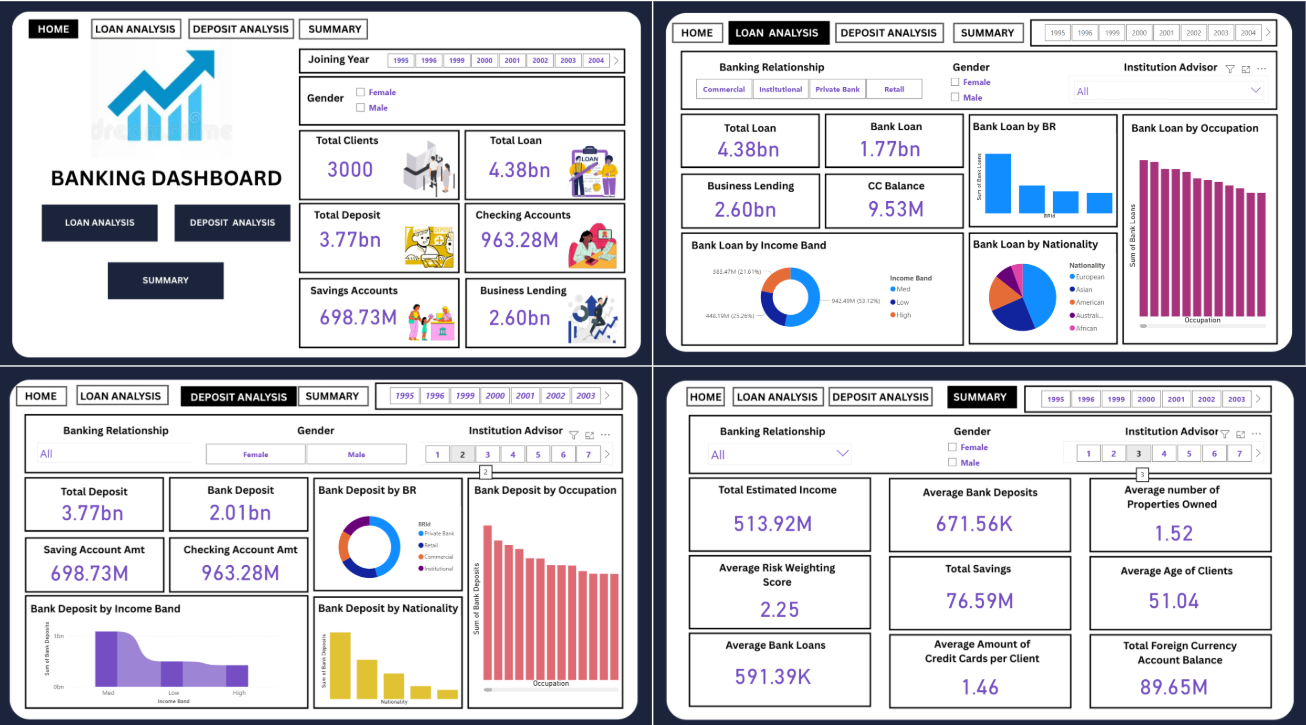 HOME LOAN ANALYSIS DEPOSIT ANALYSIS SUMMARY
BANKING DASHBOARD
LOAN ANALYSIS DEPOSIT ANALYSIS
SUMMARY
Joining Year 1995 1996 1999 2000 2001 2002 2003 2004
Gender
Female
Male
Total Clients
3000
Total Loan
4.38bn
LOAN
Total Deposit
3.77bn
Checking Accounts
963.28M
Savings Accounts
698.73M
Business Lending
2.60bn
HOME LOAN ANALYSIS DEPOSIT ANALYSIS SUMMARY 1995 1996 1999 2000 2001 2002 2003 2004
Banking Relationship
Commercial Institutional Private Bank Retail
Gender
Female
Male
Institution Advisor
All
Total Loan
4.38bn
Bank Loan
1.77bn
Business Lending
2.60bn
CC Balance
9.53M
Bank Loan by BR
Sum of Bank Loans
BRId
Bank Loan by Occupation
Sum of Bank Loans
Occupation
Bank Loan by Income Band
383.47M (21.61%)
448.19M (25.26%)
942.49M (53.12%)
Income Band
Med
Low
High
Bank Loan by Nationality
Nationality
European
Asian
American
Australi...
African
HOME LOAN ANALYSIS DEPOSIT ANALYSIS SUMMARY 1995 1996 1999 2000 2001 2002 2003
Banking Relationship
All
Gender
Female Male
Institution Advisor
1 2 3 4 5 6 7
2
Total Deposit
3.77bn
Bank Deposit
2.01bn
Saving Account Amt
698.73M
Checking Account Amt
963.28M
Bank Deposit by BR
BRId
Private Bank
Retail
Commercial
Institutional
Bank Deposit by Occupation
Sum of Bank Deposits
Occupation
Bank Deposit by Income Band
Sum of Bank Deposits
1bn
0bn
Med Low High
Income Band
Bank Deposit by Nationality
Sum of Bank Deposits
Nationality
HOME LOAN ANALYSIS DEPOSIT ANALYSIS SUMMARY 1995 1996 1999 2000 2001 2002 2003
Banking Relationship
All
Gender
Female
Male
Institution Advisor
1 2 3 4 5 6 7
3
Total Estimated Income
513.92M
Average Bank Deposits
671.56K
Average number of
Properties Owned
1.52
Average Risk Weighting
Score
2.25
Total Savings
76.59M
Average Age of Clients
51.04
Average Bank Loans
591.39K
Average Amount of
Credit Cards per Client
1.46
Total Foreign Currency
Account Balance
89.65M